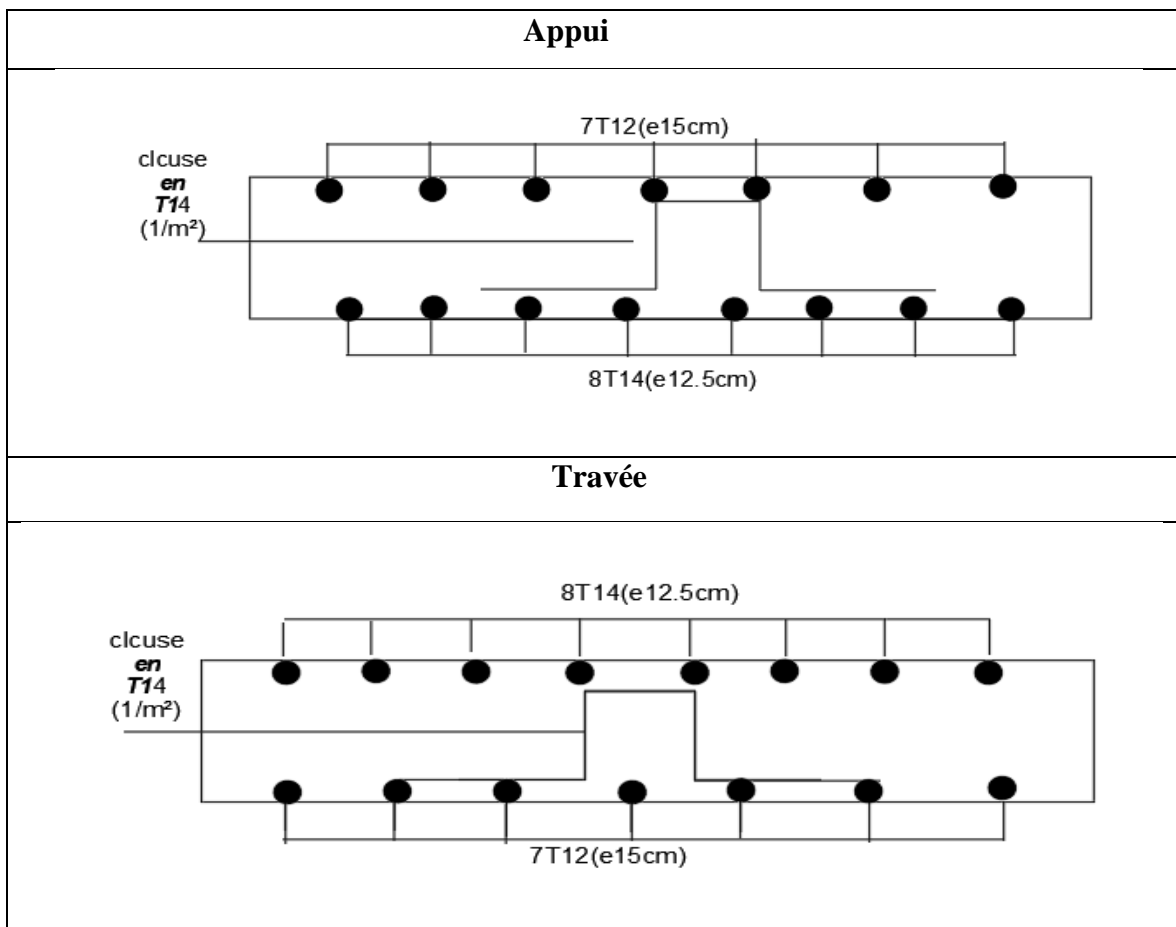 Appui
7T12(e15cm)
clcuse
en
T14
(1/m²)
8T14(e12.5cm)
Travée
8T14(e12.5cm)
clcuse
en
T14
(1/m²)
7T12(e15cm)